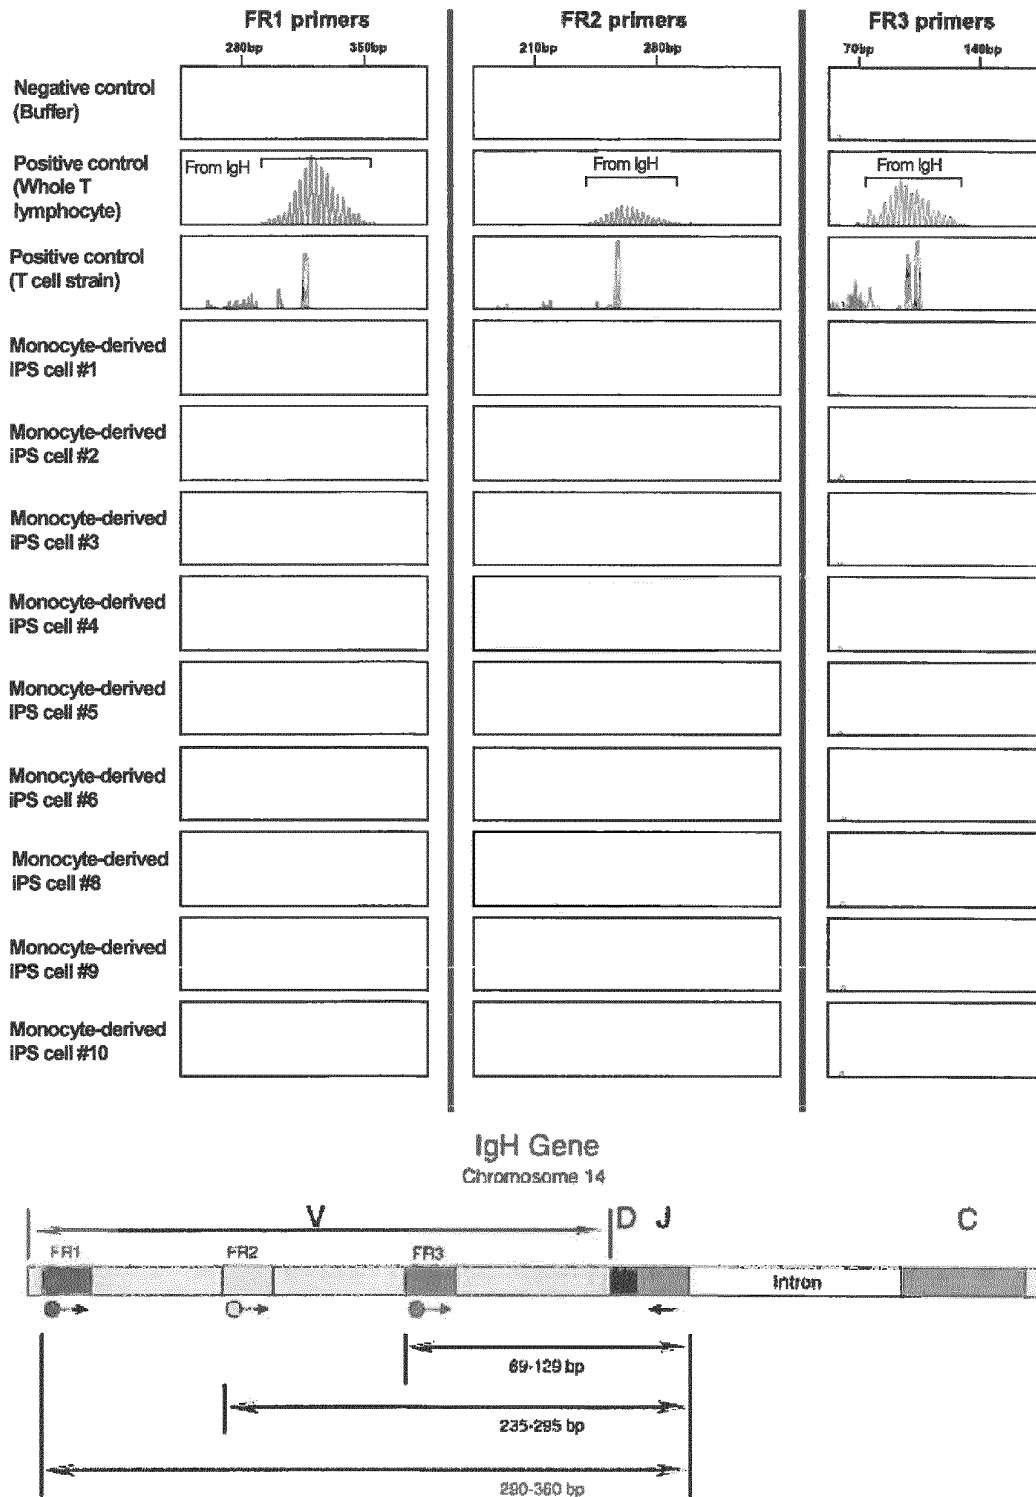 FR1 primers
FR2 primers
FR3 primers
280bp
350bp
210bp
280bp
70bp
140bp
Negative control
(Buffer)
Positive control
(Whole T
lymphocyte)
From IgH
From IgH
From IgH
Positive control
(T cell strain)
Monocyte-derived
iPS cell #1
Monocyte-derived
iPS cell #2
Monocyte-derived
iPS cell #3
Monocyte-derived
iPS cell #4
Monocyte-derived
iPS cell #5
Monocyte-derived
iPS cell #6
Monocyte-derived
iPS cell #8
Monocyte-derived
iPS cell #9
Monocyte-derived
iPS cell #10
IgH Gene
Chromosome 14
V
D
J
C
FR1
FR2
FR3
Intron
69-129 bp
235-295 bp
290-360 bp